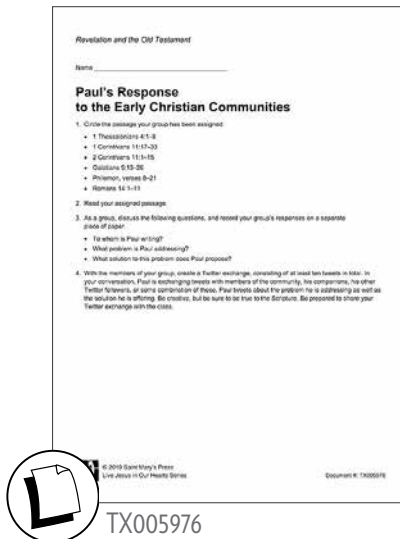 Revelation and the Old Testament
Name
Paul's Response
to the Early Christian Communities
1. Circle the passage your group has been assigned.
• 1 Thessalonians 4:1–8
• 1 Corinthians 11:17–33
• 2 Corinthians 11:1–15
• Galatians 5:13–26
• Philemon, verses 8–21
• Romans 14:1–11
2. Read your assigned passage.
3. As a group, discuss the following questions, and record your group's responses on a separate
piece of paper.
• To whom is Paul writing?
• What problem is Paul addressing?
• What solution to this problem does Paul propose?
4. With the members of your group, create a Twitter exchange, consisting of at least ten tweets in total. In
your conversation, Paul is exchanging tweets with members of the community, his companions, his other
Twitter followers, or some combination of these. Paul tweets about the problem he is addressing as well as
the solution he is offering. Be creative, but be sure to be true to the Scripture. Be prepared to share your
Twitter exchange with the class.
© 2019 Saint Mary's Press
Live Jesus in Our Hearts Series
Document #: TX005976
TX005976